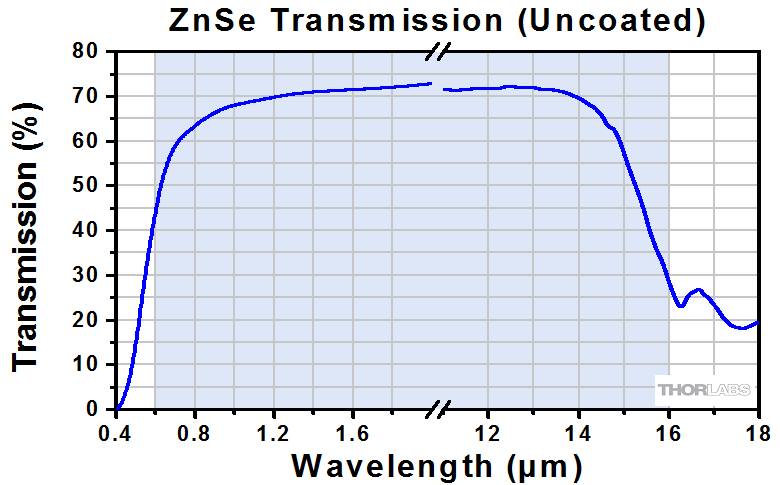 ZnSe Transmission (Uncoated)
Transmission (%)
80
70
60
50
40
30
20
10
0
0.4 0.8 1.2 1.6 12 14 16 18
THORLABS
Wavelength (µm)